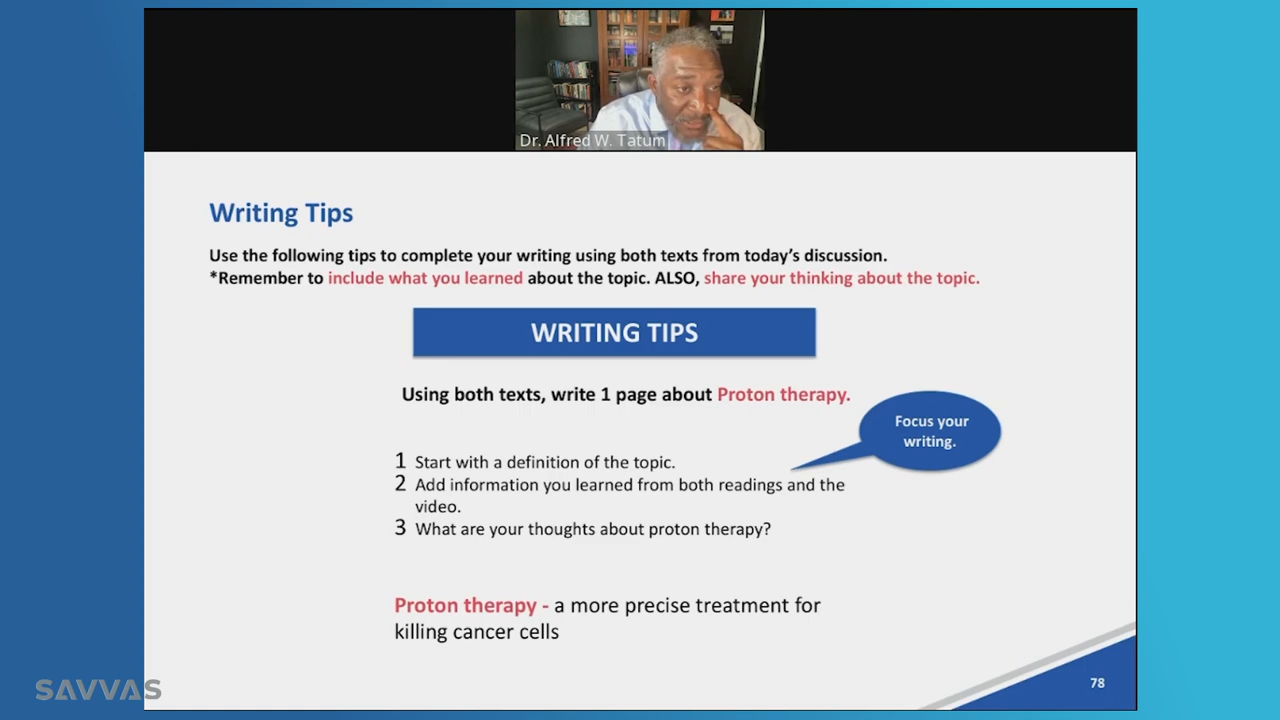 Dr. Alfred W. Tatum
Writing Tips
Use the following tips to complete your writing using both texts from today's discussion.
*Remember to include what you learned about the topic. ALSO, share your thinking about the topic.
WRITING TIPS
Using both texts, write 1 page about Proton therapy.
Focus your
writing.
1 Start with a definition of the topic.
2 Add information you learned from both readings and the
video.
3 What are your thoughts about proton therapy?
Proton therapy - a more precise treatment for
killing cancer cells
SAVVAS
78